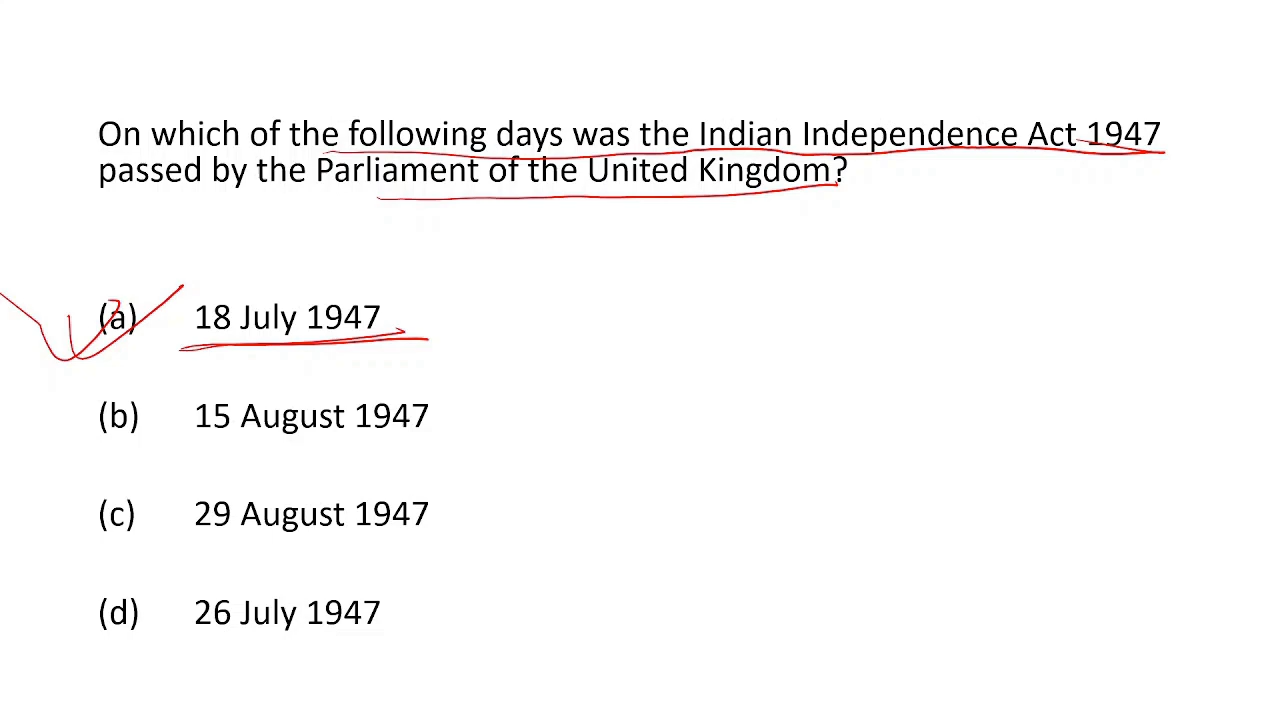 On which of the following days was the Indian Independence Act 1947
passed by the Parliament of the United Kingdom?
(a) 18 July 1947
(b) 15 August 1947
(c) 29 August 1947
(d) 26 July 1947